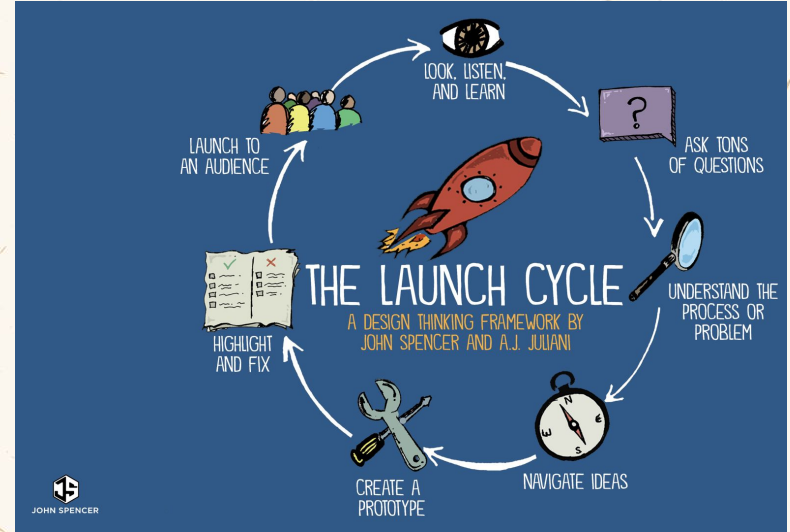 LOOK, LISTEN,
AND LEARN
?
ASK TONS
OF QUESTIONS
UNDERSTAND THE
PROCESS OR
PROBLEM
N
E
S
W
NAVIGATE IDEAS
CREATE A
PROTOTYPE
HIGHLIGHT
AND FIX
LAUNCH TO
AN AUDIENCE
THE LAUNCH CYCLE
A DESIGN THINKING FRAMEWORK BY
JOHN SPENCER AND A.J. JULIANI
JS
JOHN SPENCER